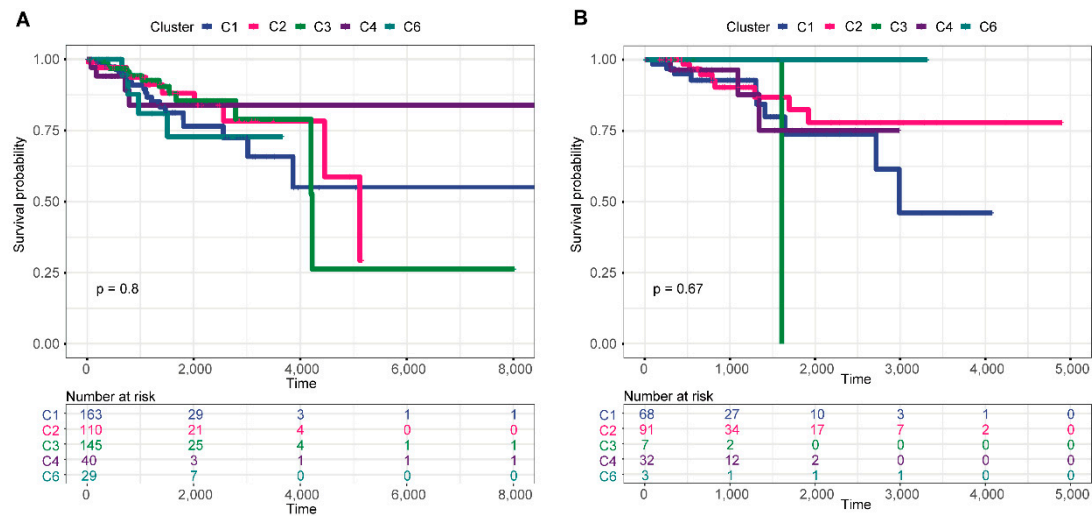 A
Cluster C1 C2 C3 C4 C6
Survival probability
1.00
0.75
0.50
0.25
0.00
p = 0.8
0 2,000 4,000 6,000 8,000
Time
Number at risk
C1 163 29 3 1 1
C2 110 21 4 0 0
C3 145 25 4 1 1
C4 40 3 1 1 1
C6 29 7 0 0 0
0 2,000 4,000 6,000 8,000
Time
B
Cluster C1 C2 C3 C4 C6
Survival probability
1.00
0.75
0.50
0.25
0.00
p = 0.67
0 1,000 2,000 3,000 4,000 5,000
Time
Number at risk
C1 68 27 10 3 1 0
C2 91 34 17 7 2 0
C3 7 2 0 0 0 0
C4 32 12 2 0 0 0
C6 3 1 1 1 0 0
0 1,000 2,000 3,000 4,000 5,000
Time